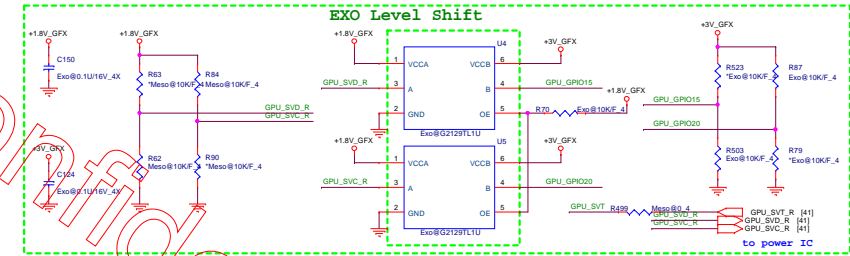 EXO Level Shift
+1.8V_GFX
C150
Exo@0.1U/16V_4X
+3V_GFX
C124
Exo@0.1U/16V_4X
+1.8V_GFX
R63
*Meso@10K/F_4
R84
Meso@10K/F_4
GPU_SVD_R
GPU_SVC_R
R62
Meso@10K/F_4
R90
*Meso@10K/F_4
+1.8V_GFX
U4
+3V_GFX
1
VCCA
VCCB
6
GPU_SVD_R
3
A
B
4
GPU_GPIO15
2
GND
OE
5
Exo@G2129TL1U
R70
Exo@10K/F_4
+1.8V_GFX
+1.8V_GFX
U5
+3V_GFX
1
VCCA
VCCB
6
GPU_SVC_R
3
A
B
4
GPU_GPIO20
2
GND
OE
5
Exo@G2129TL1U
+3V_GFX
R523
*Exo@10K/F_4
R87
Exo@10K/F_4
GPU_GPIO15
GPU_GPIO20
R503
Exo@10K/F_4
R79
*Exo@10K/F_4
GPU_SVT
R499
Meso@0_4
GPU_SVD_R
GPU_SVC_R
GPU_SVT_R [41]
GPU_SVD_R [41]
GPU_SVC_R [41]
to power IC